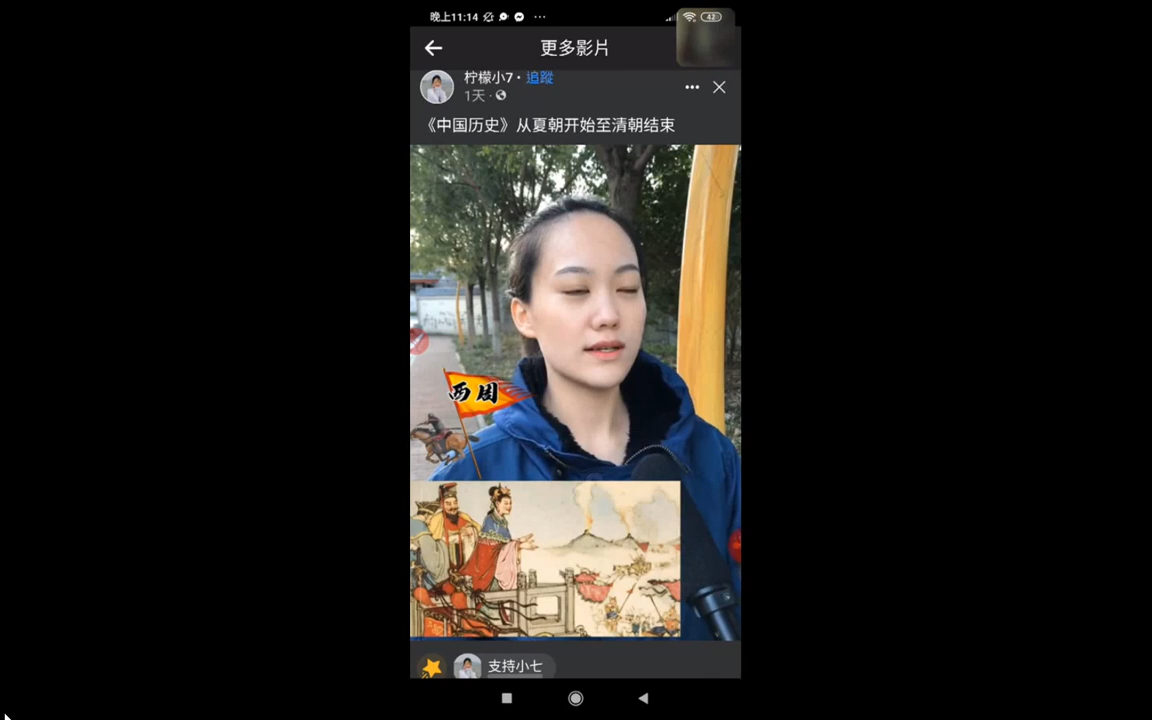 晚上11:14
42
更多影片
柠檬小7 · 追蹤
1天 ·
《中国历史》从夏朝开始至清朝结束
西周
支持小七